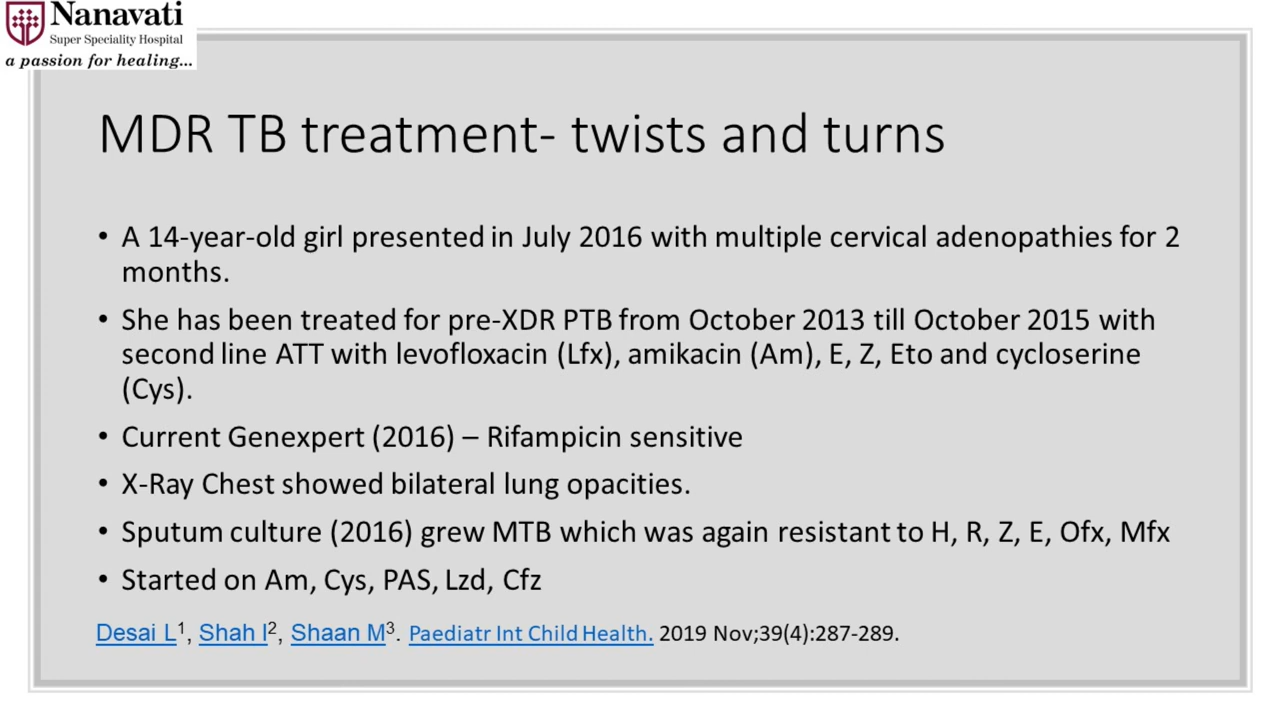 Nanavati
Super Speciality Hospital
a passion for healing...
MDR TB treatment- twists and turns
• A 14-year-old girl presented in July 2016 with multiple cervical adenopathies for 2
months.
• She has been treated for pre-XDR PTB from October 2013 till October 2015 with
second line ATT with levofloxacin (Lfx), amikacin (Am), E, Z, Eto and cycloserine
(Cys).
• Current Genexpert (2016) – Rifampicin sensitive
• X-Ray Chest showed bilateral lung opacities.
• Sputum culture (2016) grew MTB which was again resistant to H, R, Z, E, Ofx, Mfx
• Started on Am, Cys, PAS, Lzd, Cfz
Desai L1, Shah I2, Shaan M3. Paediatr Int Child Health. 2019 Nov;39(4):287-289.